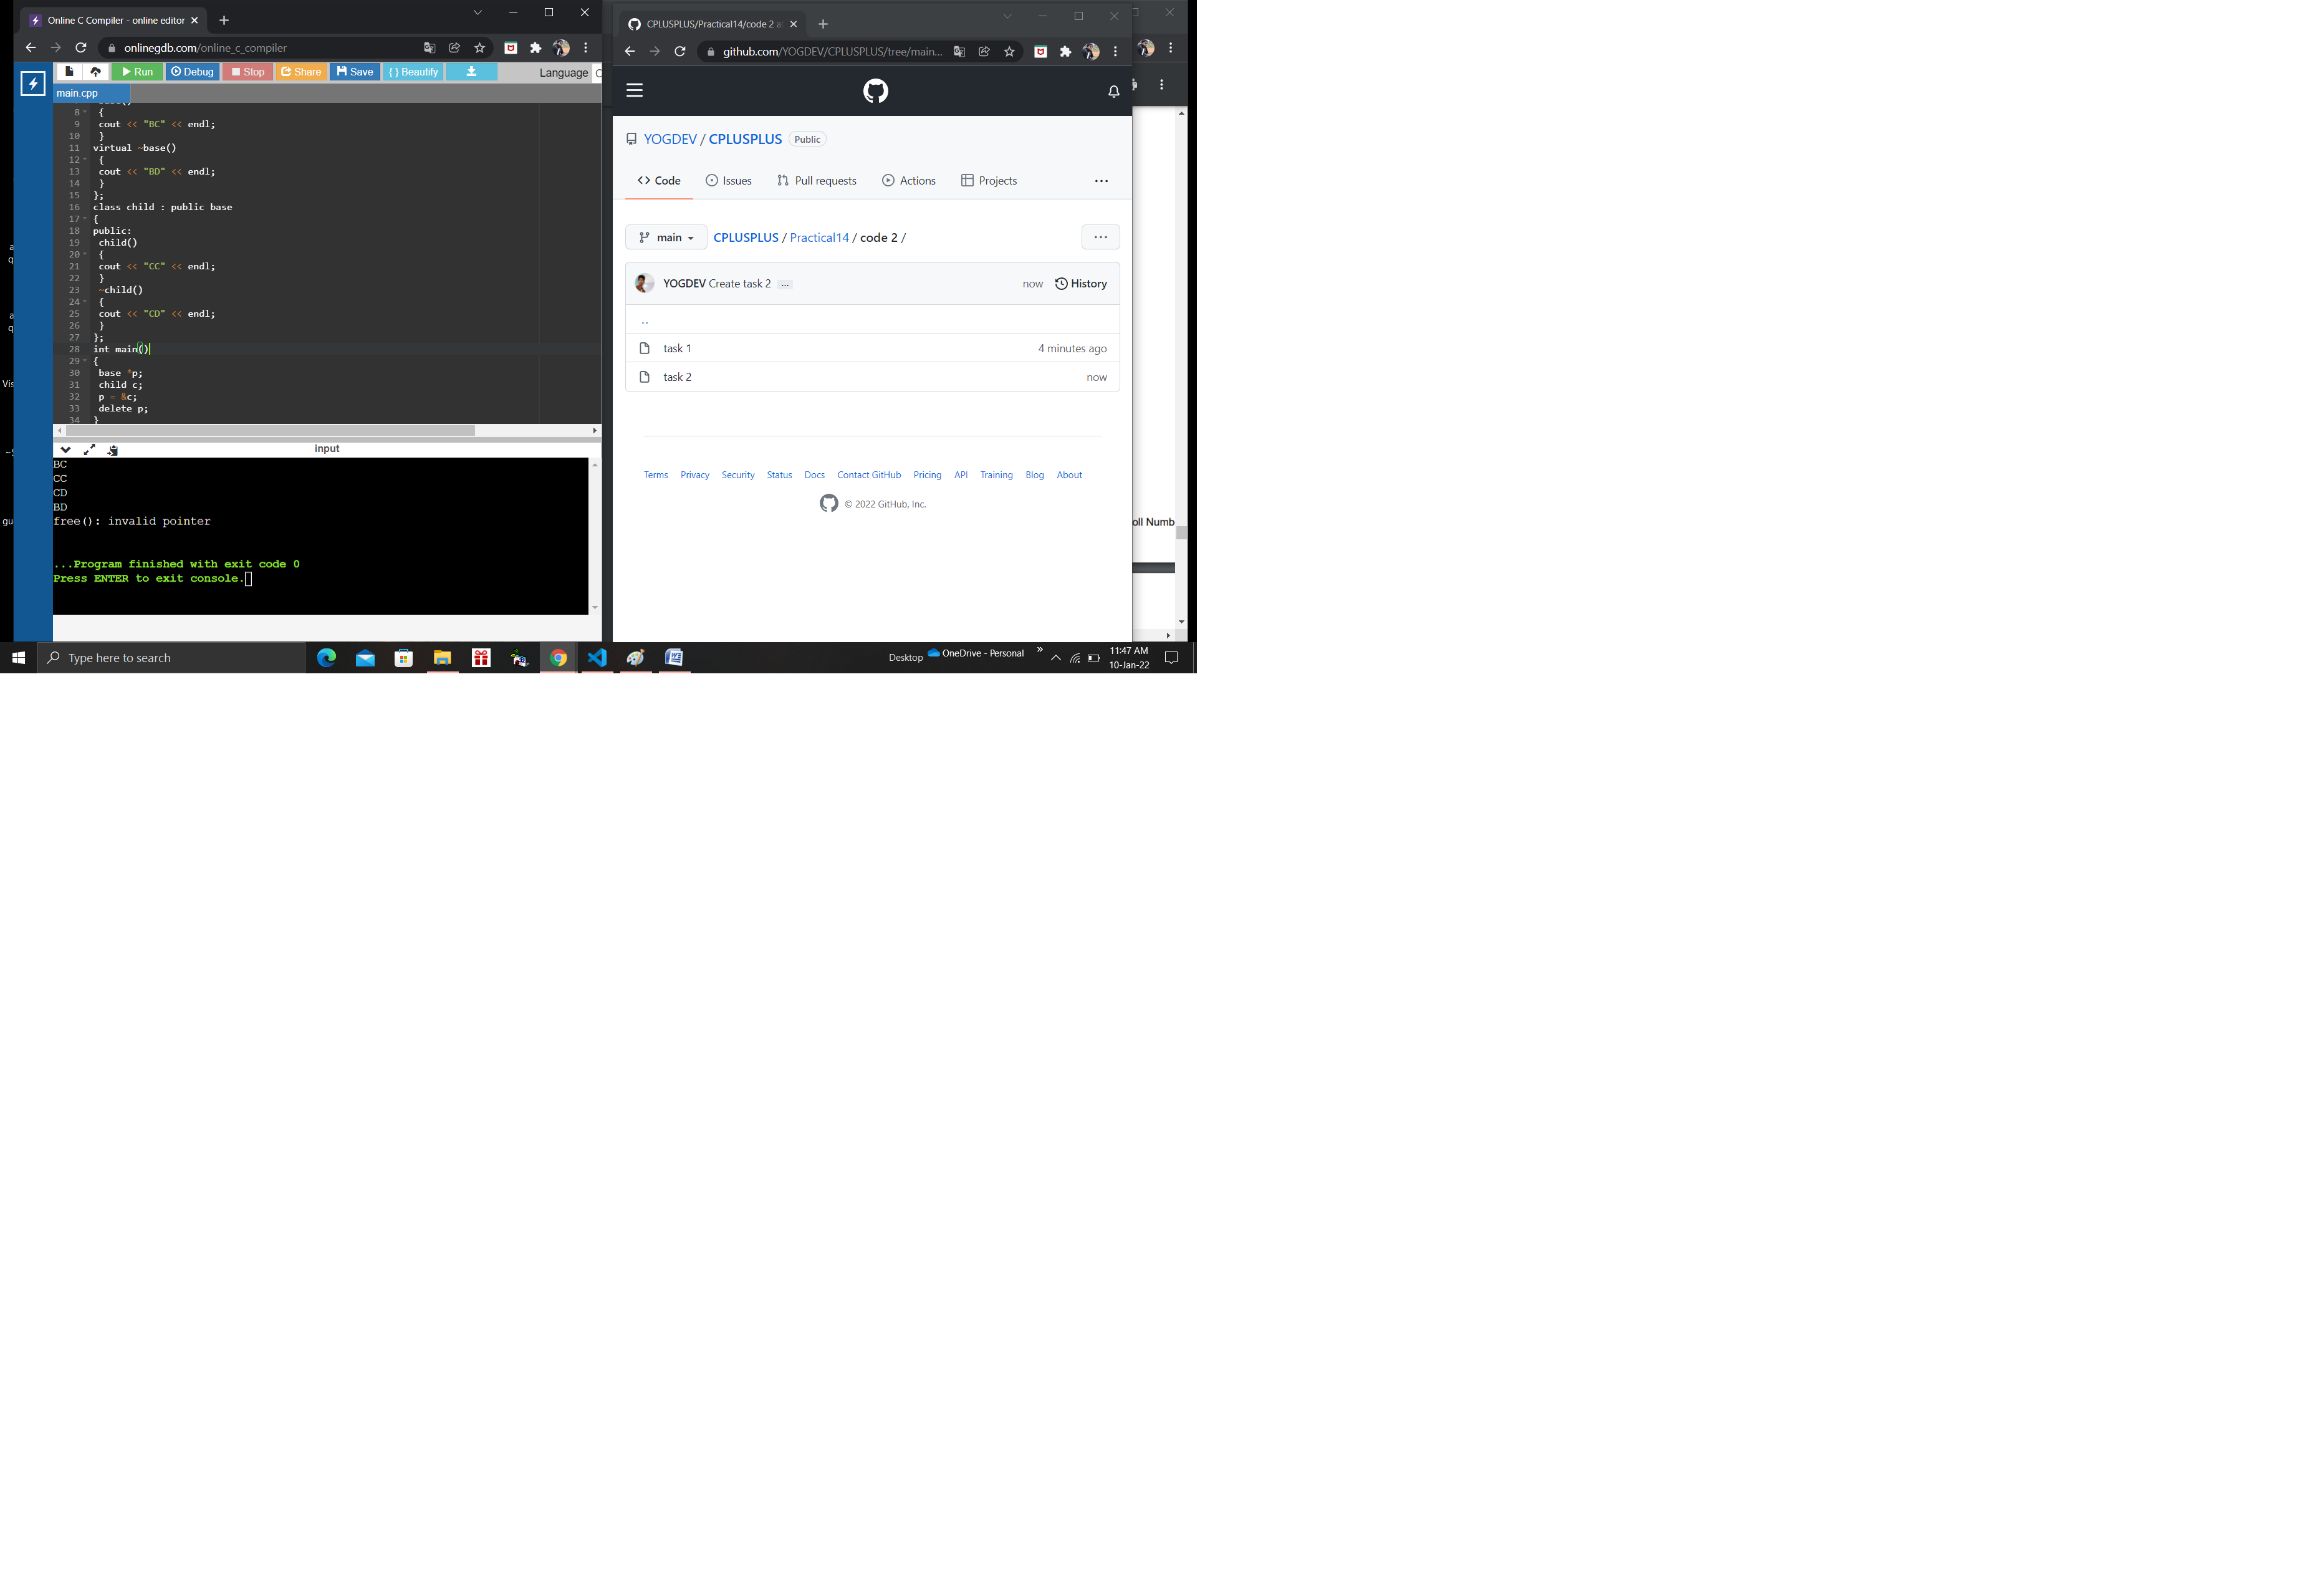 Online C Compiler - online editor
onlinegdb.com/online_c_compiler
Run Debug Stop Share Save { } Beautify Language
main.cpp
8 {
9 cout << "BC" << endl;
10 }
11 virtual ~base()
12 {
13 cout << "BD" << endl;
14 }
15 };
16 class child : public base
17 {
18 public:
19 child()
20 {
21 cout << "CC" << endl;
22 }
23 ~child()
24 {
25 cout << "CD" << endl;
26 }
27 };
28 int main()
29 {
30 base *p;
31 child c;
32 p = &c;
33 delete p;
34 }
input
BC
CC
CD
BD
free(): invalid pointer
...Program finished with exit code 0
Press ENTER to exit console.
CPLUSPLUS/Practical14/code 2 a
github.com/YOGDEV/CPLUSPLUS/tree/main...
YOGDEV / CPLUSPLUS Public
Code Issues Pull requests Actions Projects ...
main CPLUSPLUS / Practical14 / code 2 /
YOGDEV Create task 2 ... now History
..
task 1 4 minutes ago
task 2 now
Terms Privacy Security Status Docs Contact GitHub Pricing API Training Blog About
© 2022 GitHub, Inc.
oll Numb
Vis
gu
Type here to search
Desktop OneDrive - Personal
11:47 AM
10-Jan-22